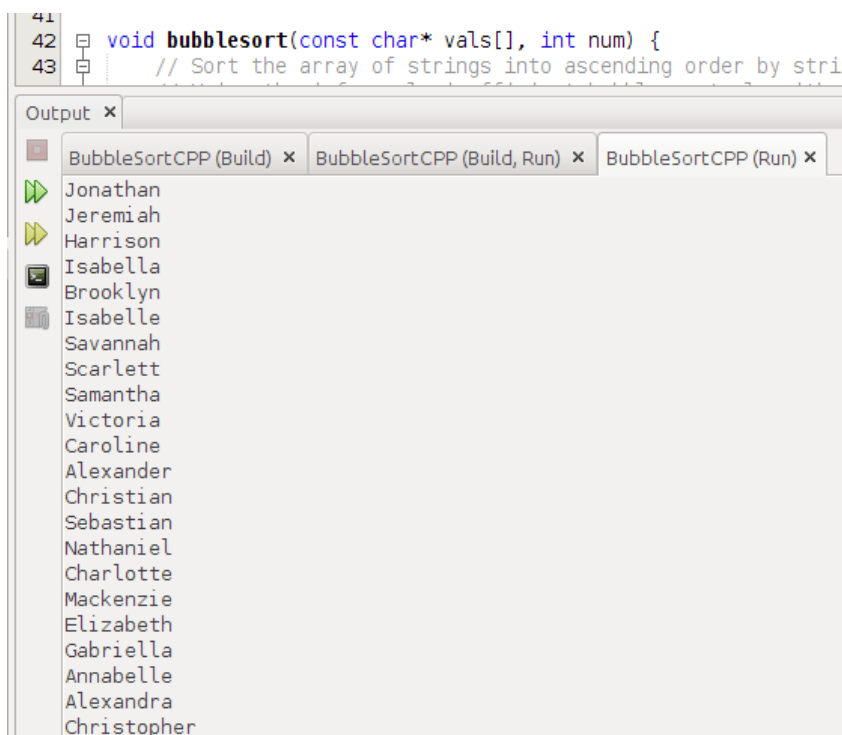 41
42 void bubblesort(const char* vals[], int num) {
43 // Sort the array of strings into ascending order by stri
Output ×
BubbleSortCPP (Build) × BubbleSortCPP (Build, Run) × BubbleSortCPP (Run) ×
Jonathan
Jeremiah
Harrison
Isabella
Brooklyn
Isabelle
Savannah
Scarlett
Samantha
Victoria
Caroline
Alexander
Christian
Sebastian
Nathaniel
Charlotte
Mackenzie
Elizabeth
Gabriella
Annabelle
Alexandra
Christopher